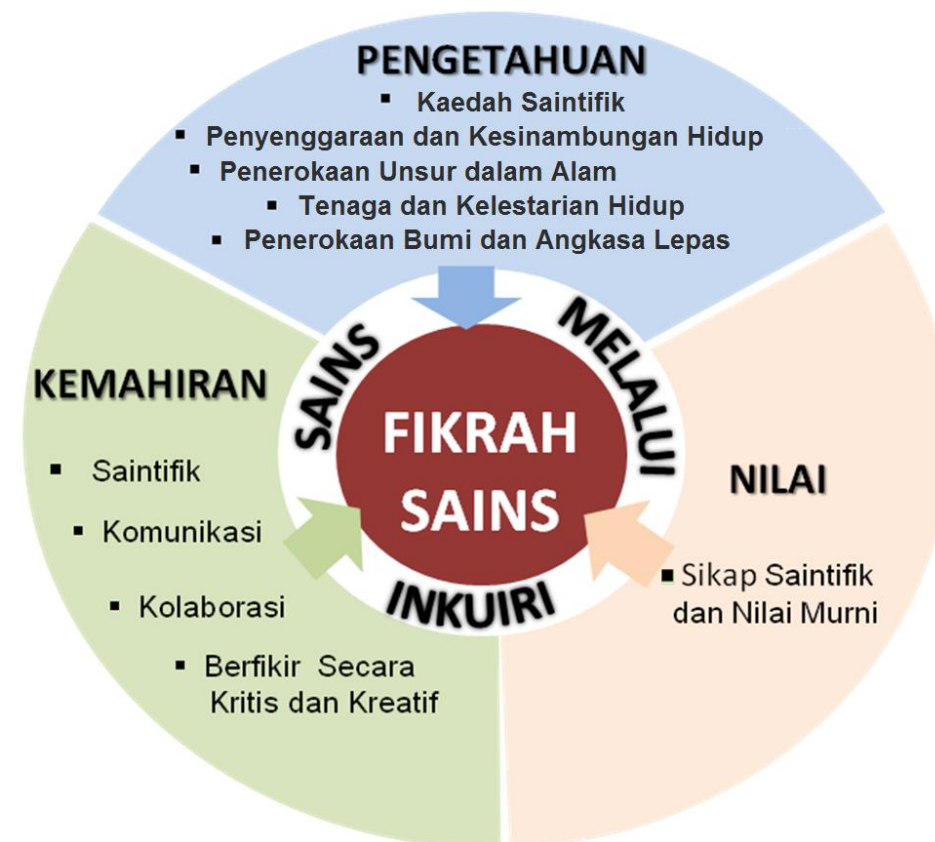 PENGETAHUAN
▪ Kaedah Saintifik
▪ Penyenggaraan dan Kesinambungan Hidup
▪ Penerokaan Unsur dalam Alam
▪ Tenaga dan Kelestarian Hidup
▪ Penerokaan Bumi dan Angkasa Lepas
KEMAHIRAN
▪ Saintifik
▪ Komunikasi
▪ Kolaborasi
▪ Berfikir Secara
Kritis dan Kreatif
SAINS
MELALUI
INKUIRI
FIKRAH
SAINS
NILAI
▪ Sikap Saintifik
dan Nilai Murni